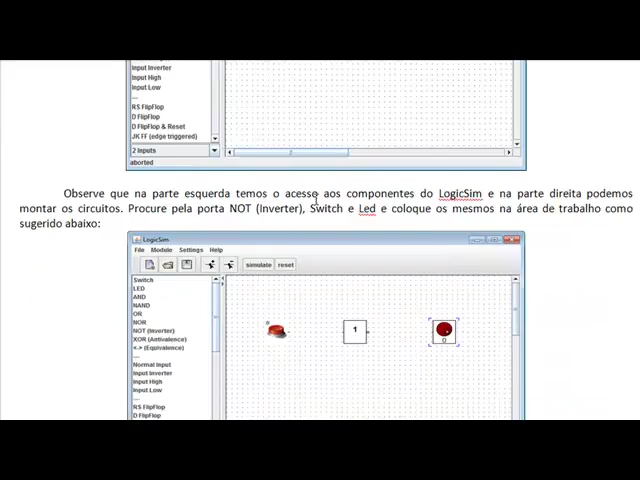 Input Inverter
Input High
Input Low
---
RS FlipFlop
D FlipFlop
D FlipFlop & Reset
JK FF (edge triggered)
2 Inputs
aborted
Observe que na parte esquerda temos o acesso aos componentes do LogicSim e na parte direita podemos
montar os circuitos. Procure pela porta NOT (Inverter), Switch e Led e coloque os mesmos na área de trabalho como
sugerido abaixo:
LogicSim
File Module Settings Help
simulate reset
Switch
LED
AND
NAND
OR
NOR
NOT (Inverter)
XOR (Antivalence)
<-> (Equivalence)
---
Normal Input
Input Inverter
Input High
Input Low
---
RS FlipFlop
D FlipFlop
1
0